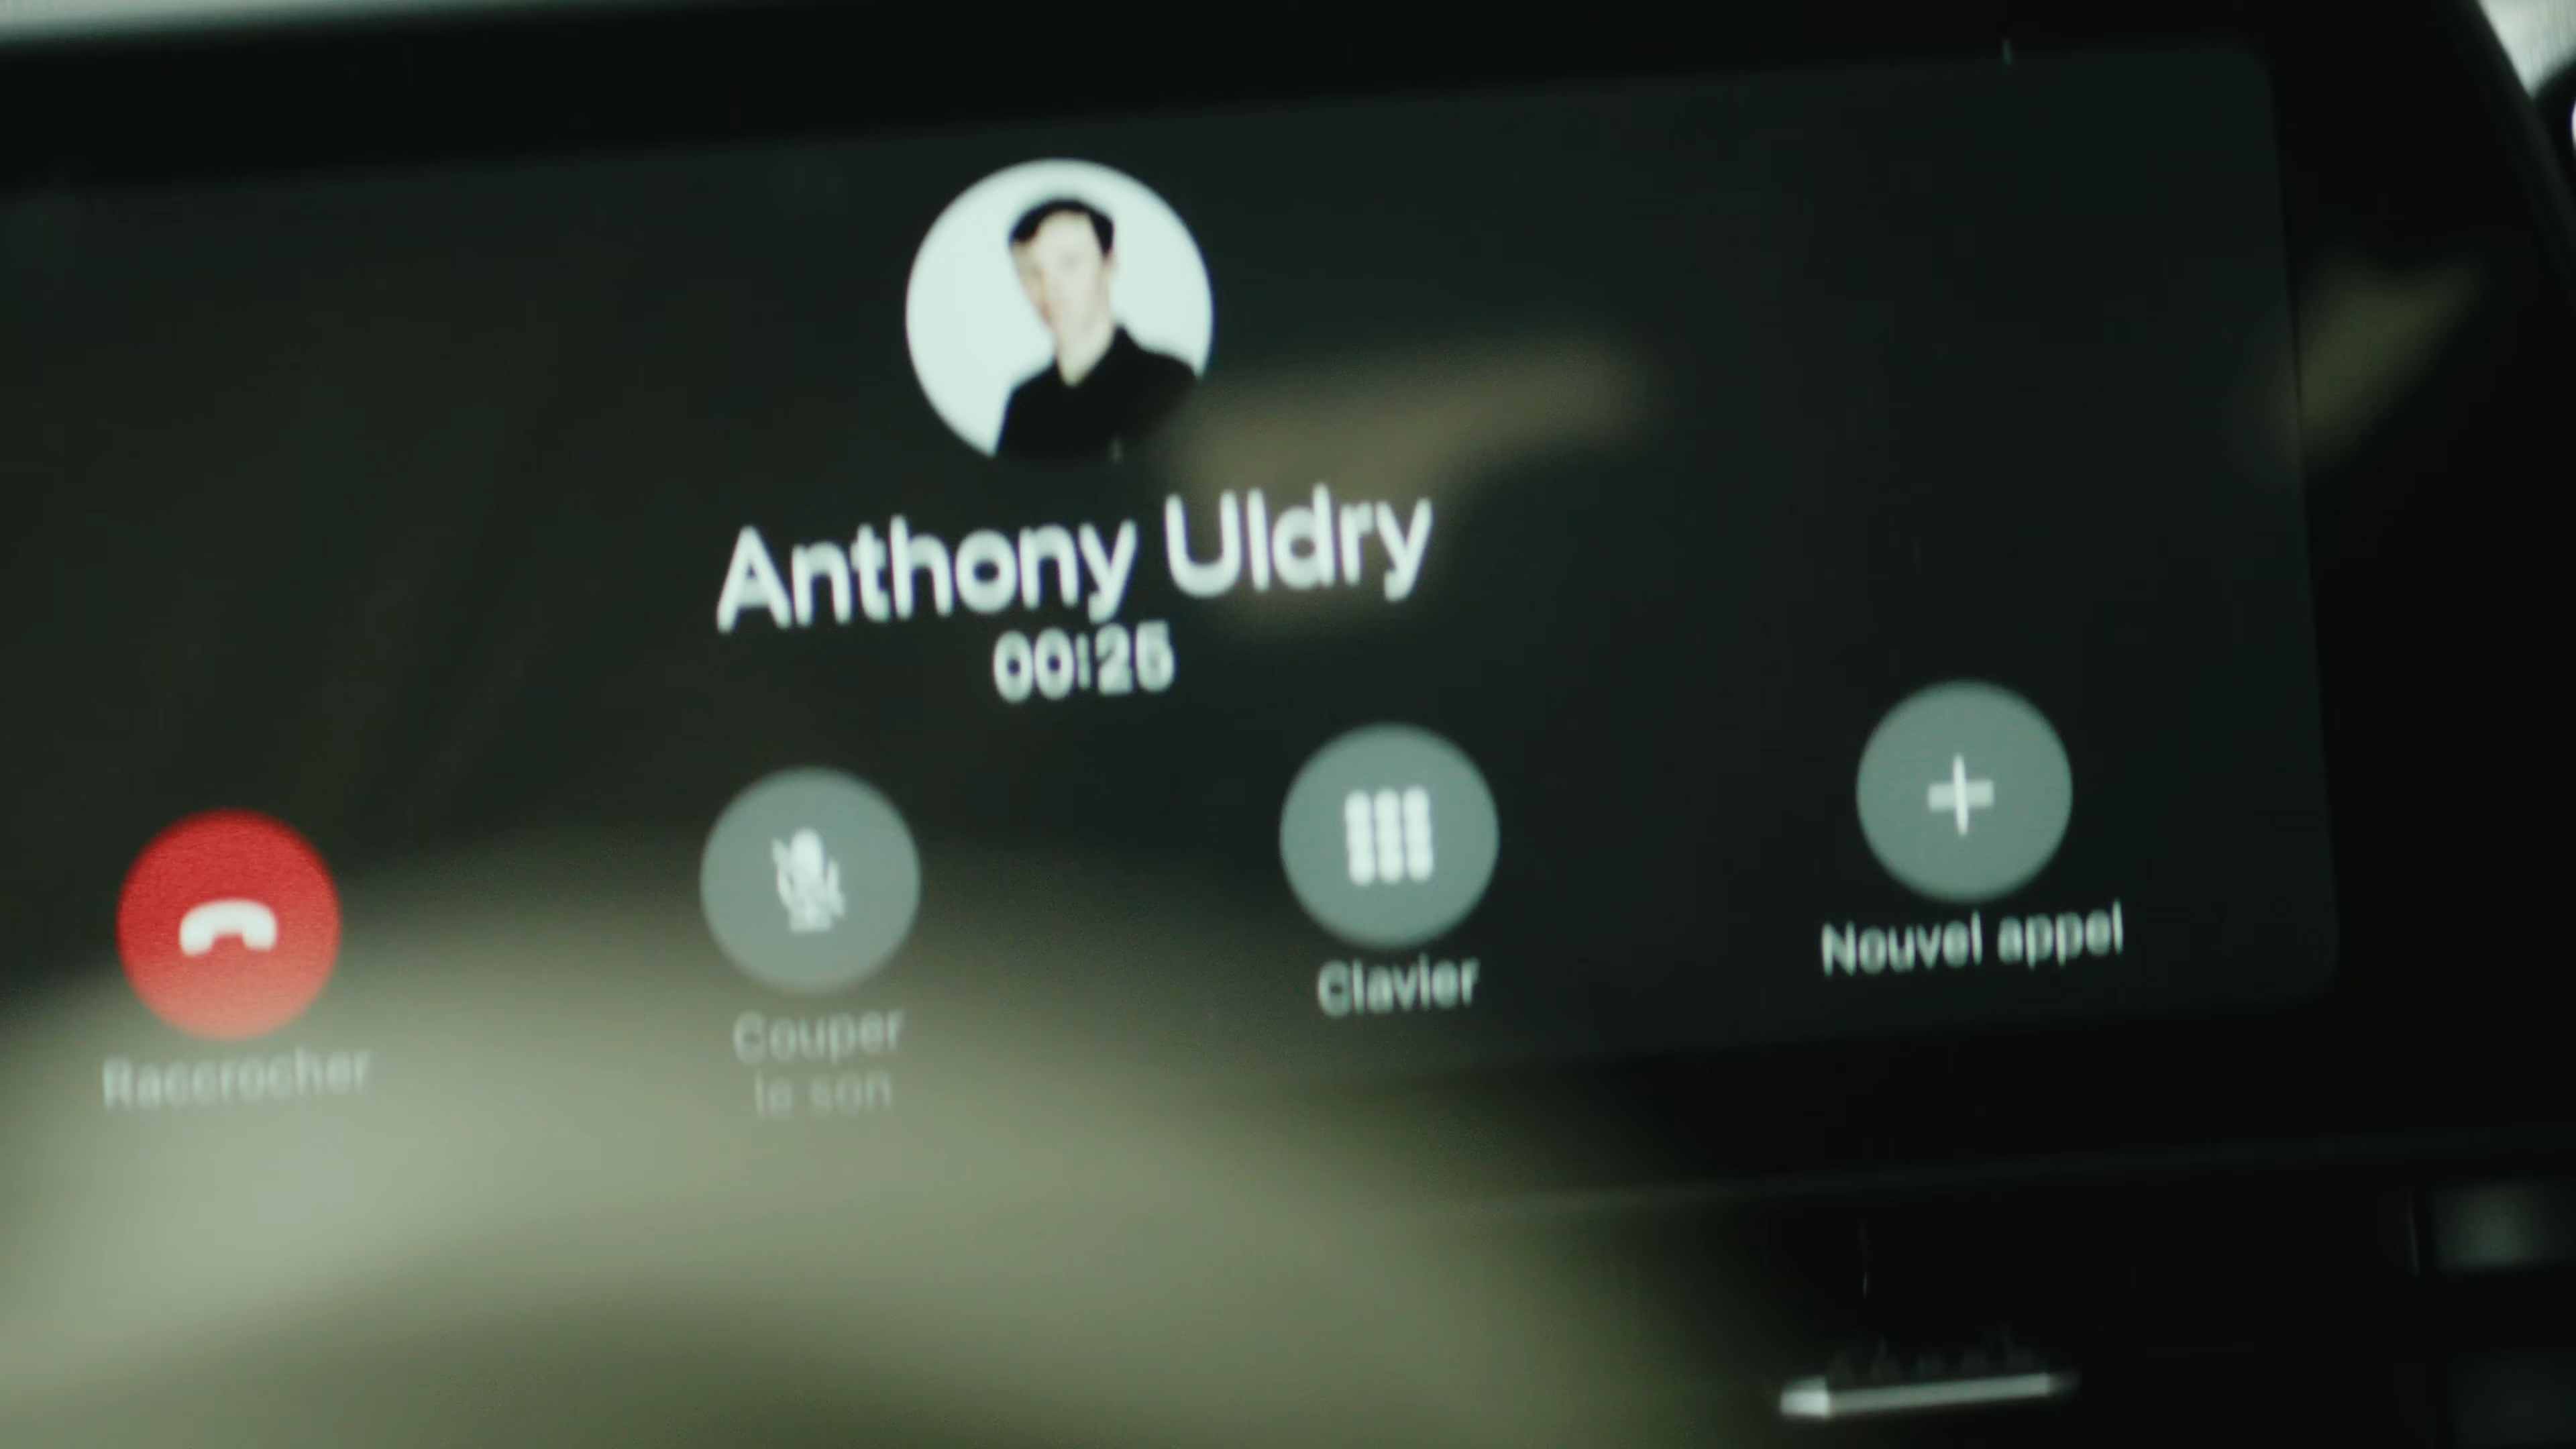 Anthony Uldry
00:25
Raccrocher
Couper
le son
Clavier
Nouvel appel